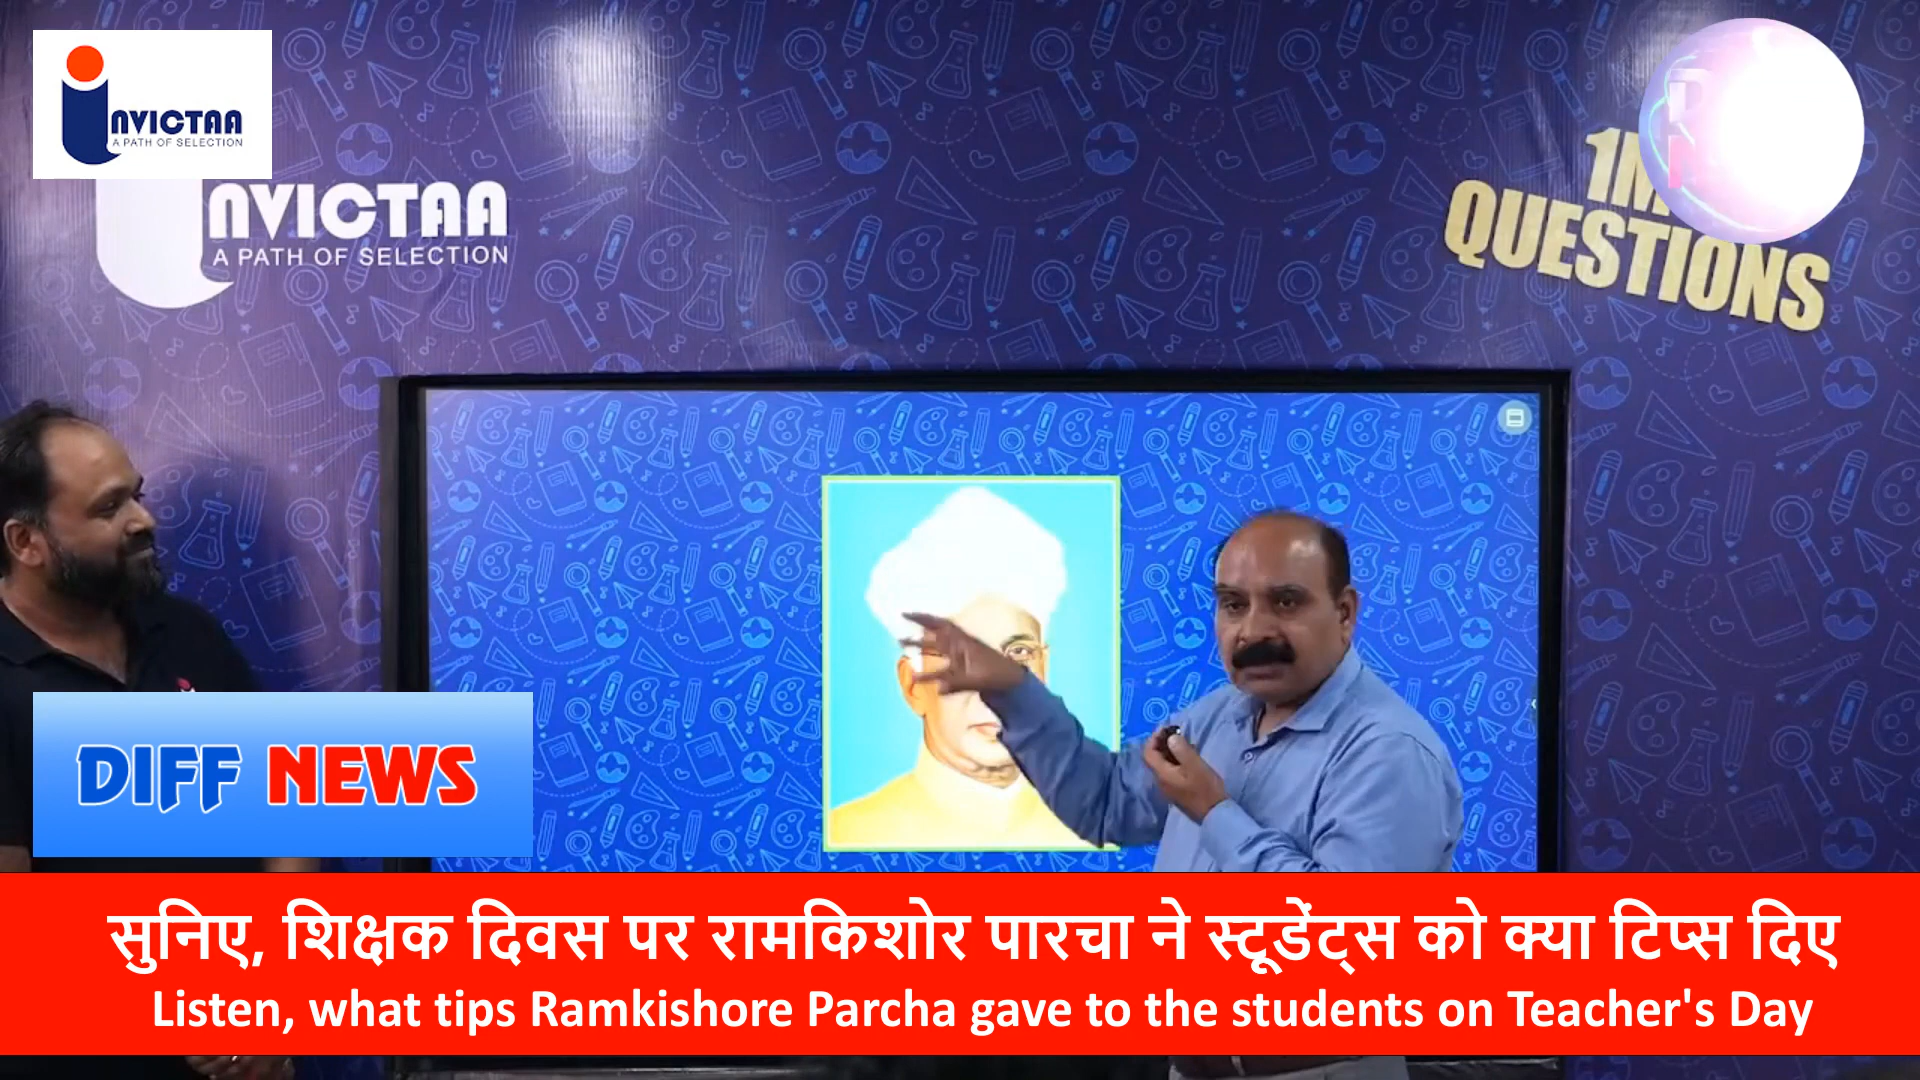 INVICTAA
A PATH OF SELECTION
NVICTAA
A PATH OF SELECTION
QUESTIONS
DIFF NEWS
सुनिए, शिक्षक दिवस पर रामकिशोर पारचा ने स्टूडेंट्स को क्या टिप्स दिए
Listen, what tips Ramkishore Parcha gave to the students on Teacher's Day